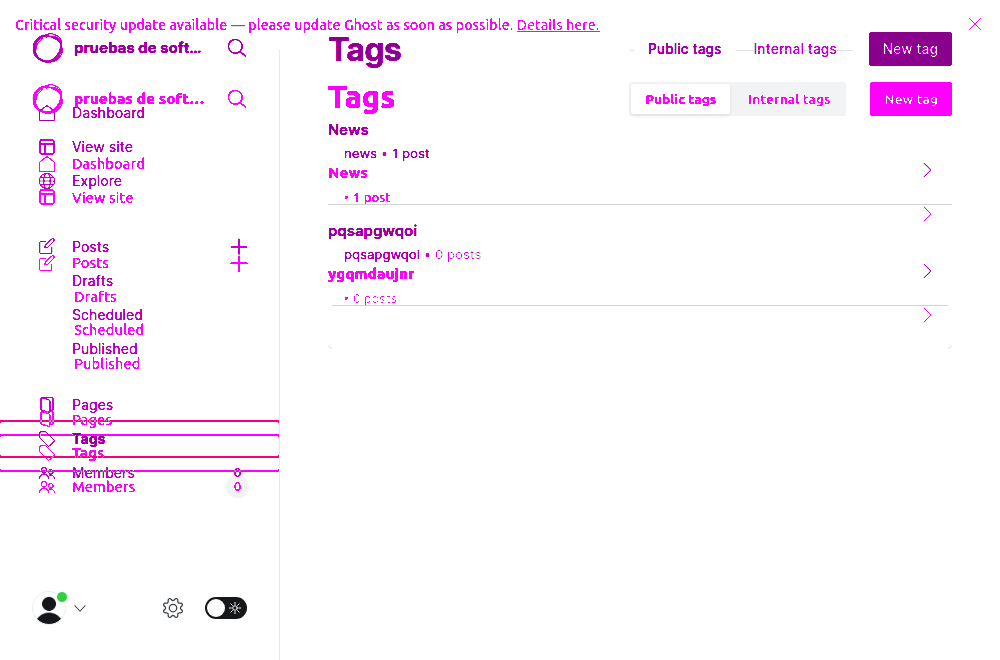 Critical security update available — please update Ghost as soon as possible. Details here.
pruebas de soft...
pruebas de soft...
Dashboard
View site
Dashboard
Explore
View site
Posts
Posts
Drafts
Drafts
Scheduled
Scheduled
Published
Published
Pages
Pages
Tags
Tags
Members 0
Members 0
Tags Public tags Internal tags New tag
Tags Public tags Internal tags New tag
News
news • 1 post
News
• 1 post
pqsapgwqoi
pqsapgwqoi • 0 posts
ygqmdaujnr
• 0 posts